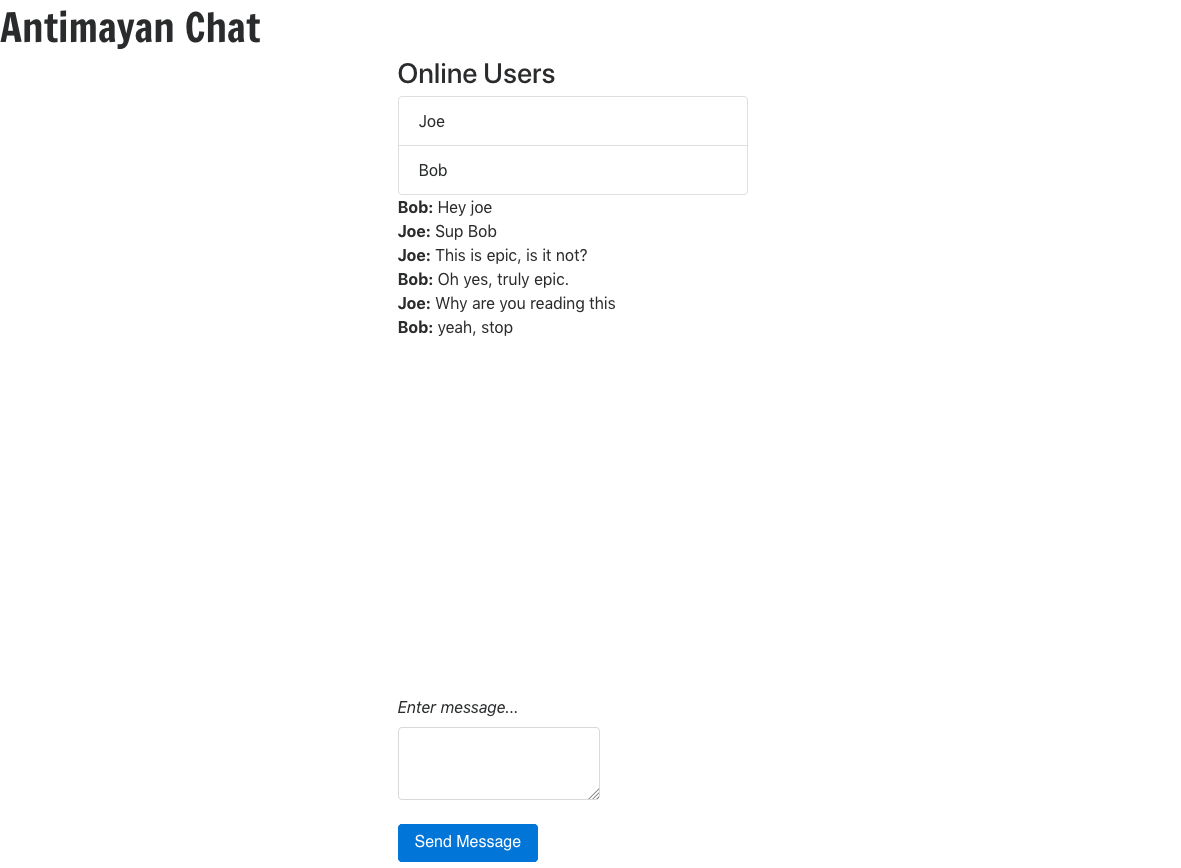 Antimayan Chat
Online Users
Joe
Bob
Bob: Hey joe
Joe: Sup Bob
Joe: This is epic, is it not?
Bob: Oh yes, truly epic.
Joe: Why are you reading this
Bob: yeah, stop
Enter message...
Send Message